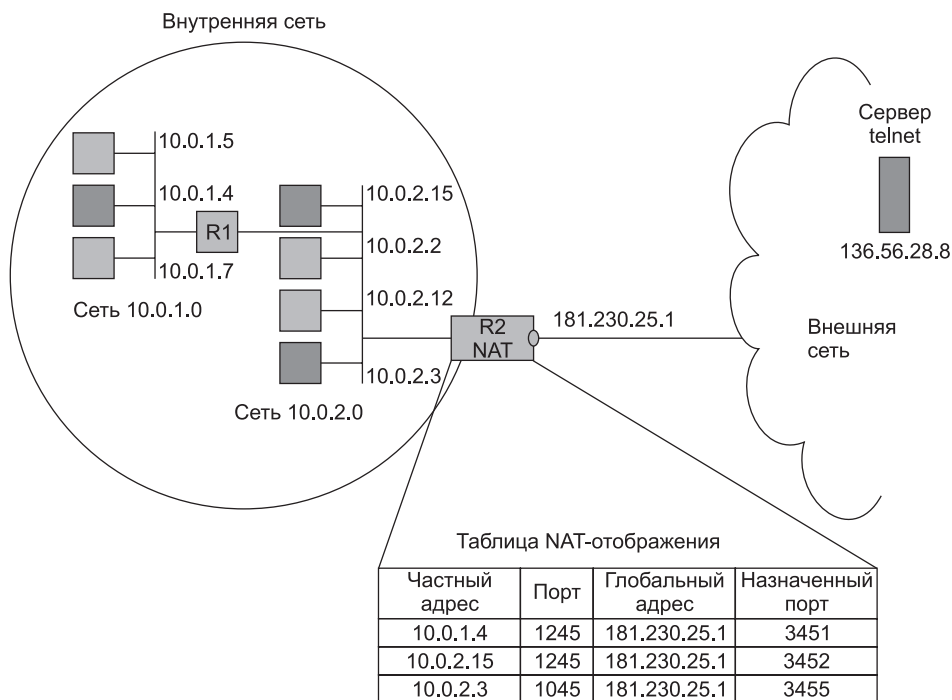 Внутренняя сеть
10.0.1.5
10.0.1.4
R1
10.0.1.7
Сеть 10.0.1.0
10.0.2.15
10.0.2.2
10.0.2.12
10.0.2.3
Сеть 10.0.2.0
R2
NAT
181.230.25.1
Сервер
telnet
136.56.28.8
Внешняя
сеть
Таблица NAT-отображения
Частный адрес | Порт | Глобальный адрес | Назначенный порт
10.0.1.4 | 1245 | 181.230.25.1 | 3451
10.0.2.15 | 1245 | 181.230.25.1 | 3452
10.0.2.3 | 1045 | 181.230.25.1 | 3455